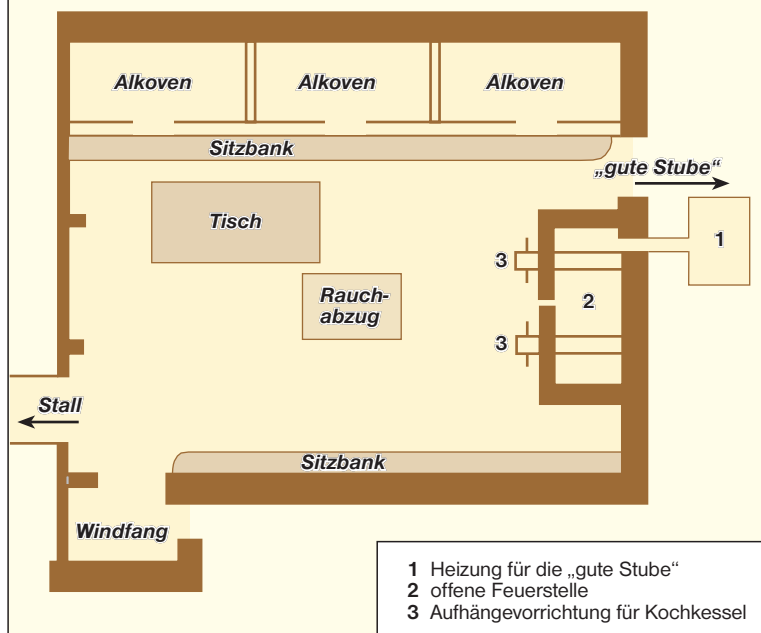 Alkoven Alkoven Alkoven
Sitzbank
„gute Stube“
Tisch
1
3
Rauch-
abzug
2
3
Stall
Sitzbank
Windfang
1 Heizung für die „gute Stube“
2 offene Feuerstelle
3 Aufhängevorrichtung für Kochkessel